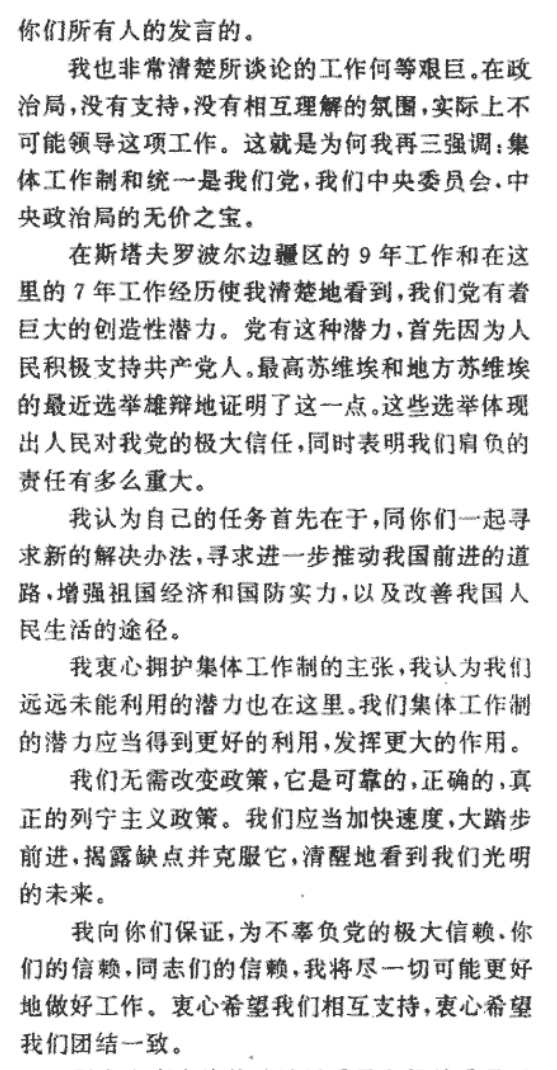 你们所有人的发言的。
我也非常清楚所谈论的工作何等艰巨。在政
治局，没有支持，没有相互理解的氛围，实际上不
可能领导这项工作。这就是为何我再三强调：集
体工作制和统一是我们党，我们中央委员会、中
央政治局的无价之宝。
在斯塔夫罗波尔边疆区的9年工作和在这
里的7年工作经历使我清楚地看到，我们党有着
巨大的创造性潜力。党有这种潜力，首先因为人
民积极支持共产党人。最高苏维埃和地方苏维埃
的最近选举雄辩地证明了这一点。这些选举体现
出人民对我党的极大信任，同时表明我们肩负的
责任有多么重大。
我认为自己的任务首先在于，同你们一起寻
求新的解决办法，寻求进一步推动我国前进的道
路，增强祖国经济和国防实力，以及改善我国人
民生活的途径。
我衷心拥护集体工作制的主张，我认为我们
远远未能利用的潜力也在这里。我们集体工作制
的潜力应当得到更好的利用，发挥更大的作用。
我们无需改变政策，它是可靠的，正确的，真
正的列宁主义政策。我们应当加快速度，大踏步
前进，揭露缺点并克服它，清醒地看到我们光明
的未来。
我向你们保证，为不辜负党的极大信赖、你
们的信赖，同志们的信赖，我将尽一切可能更好
地做好工作。衷心希望我们相互支持，衷心希望
我们团结一致。